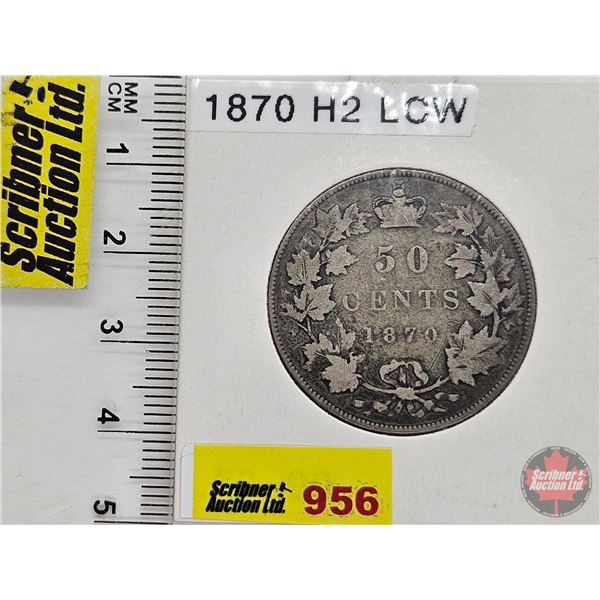 Scribner
Auction Ltd.
MM
CM
1
2
3
4
5
1870 H2 LCW
50
CENTS
1870
Scribner
Auction Ltd.
956
Scribner
Auction Ltd.